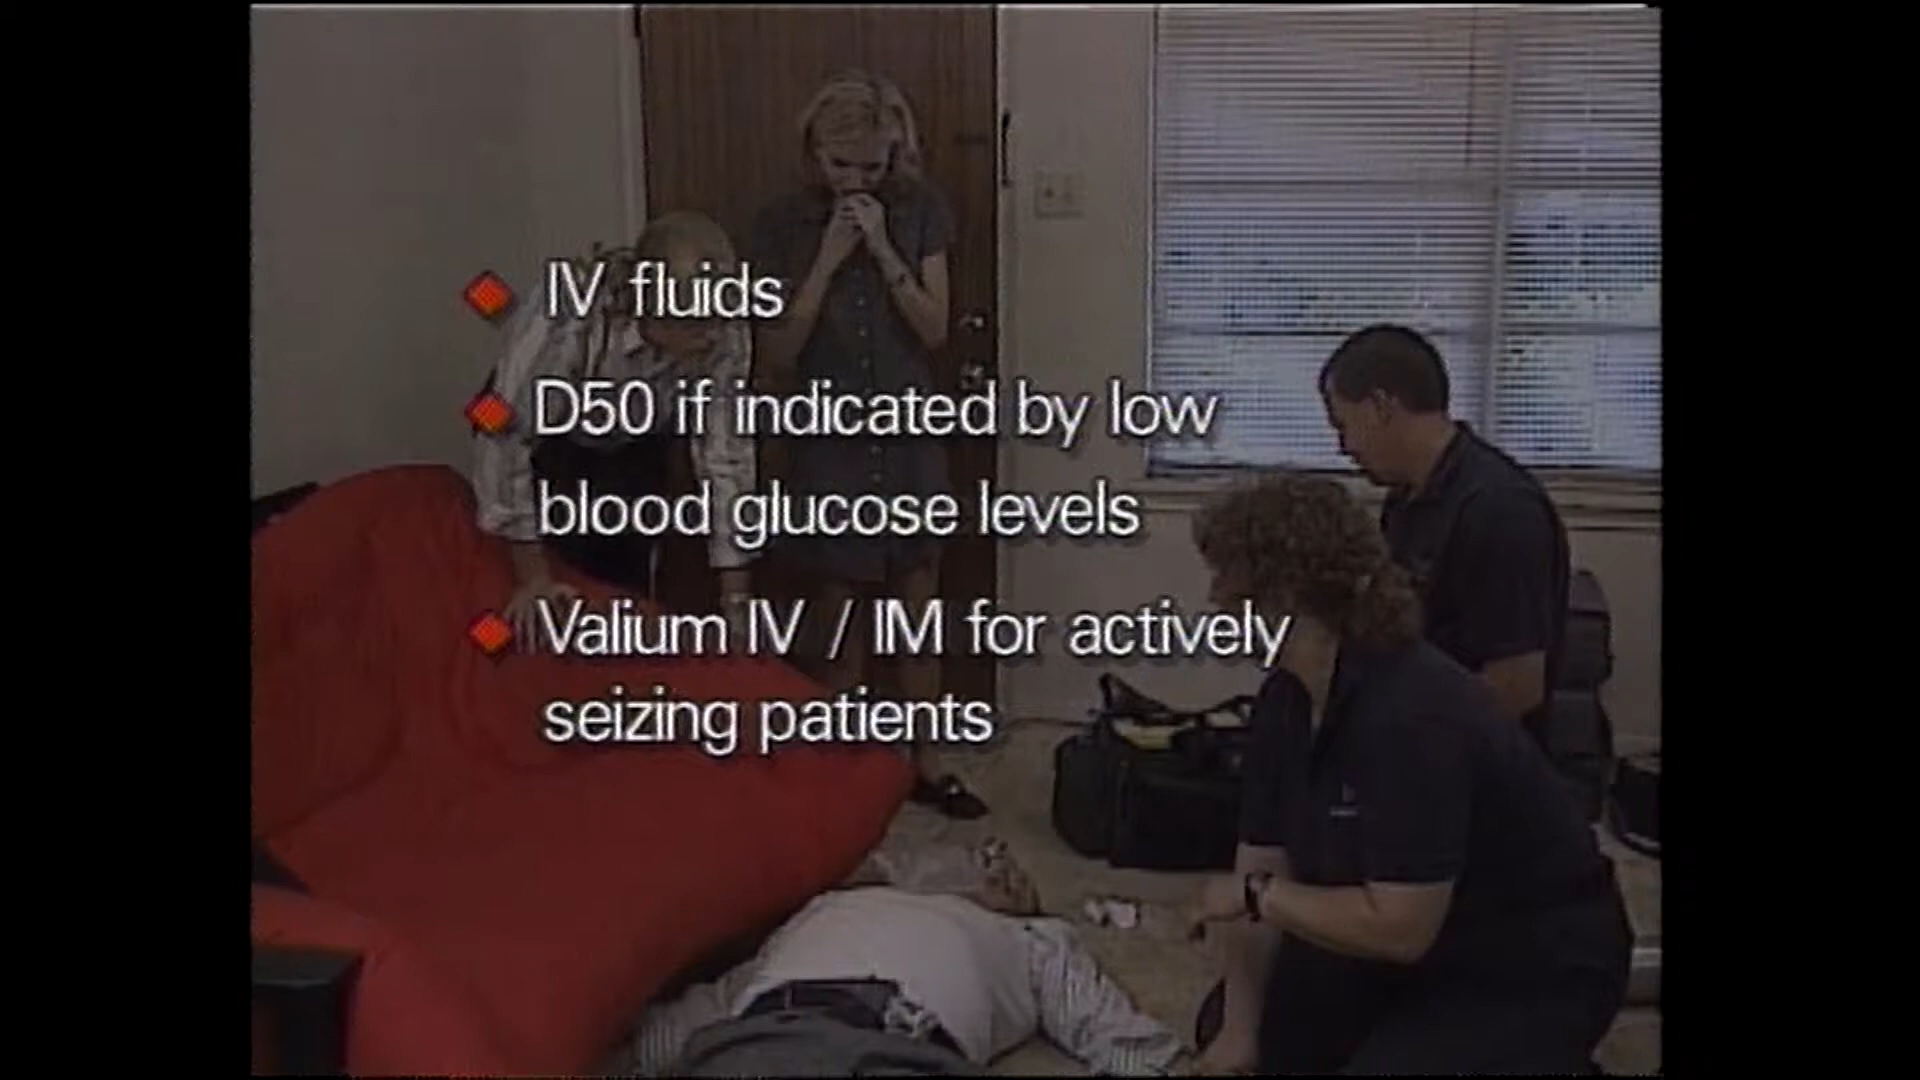 IV fluids
D50 if indicated by low
blood glucose levels
Valium IV / IM for actively
seizing patients